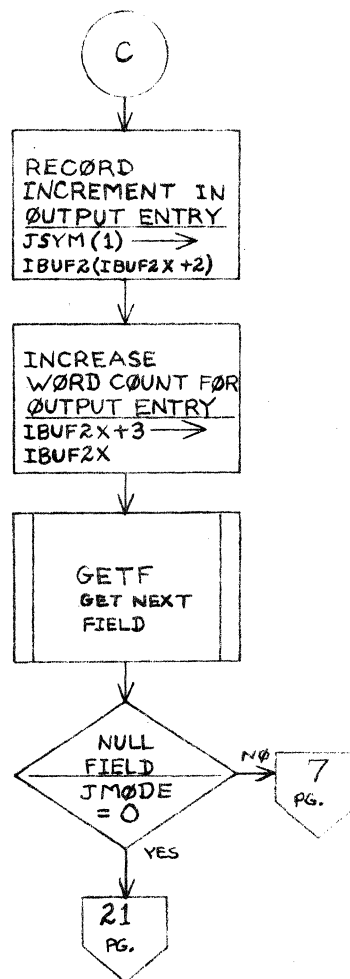 C
RECØRD
INCREMENT IN
ØUTPUT ENTRY
JSYM(1) →
IBUF2(IBUF2X+2)
INCREASE
WØRD CØUNT FØR
ØUTPUT ENTRY
IBUF2X+3 →
IBUF2X
GETF
GET NEXT
FIELD
NULL
FIELD
JMØDE
= 0
NØ
7
PG.
YES
21
PG.